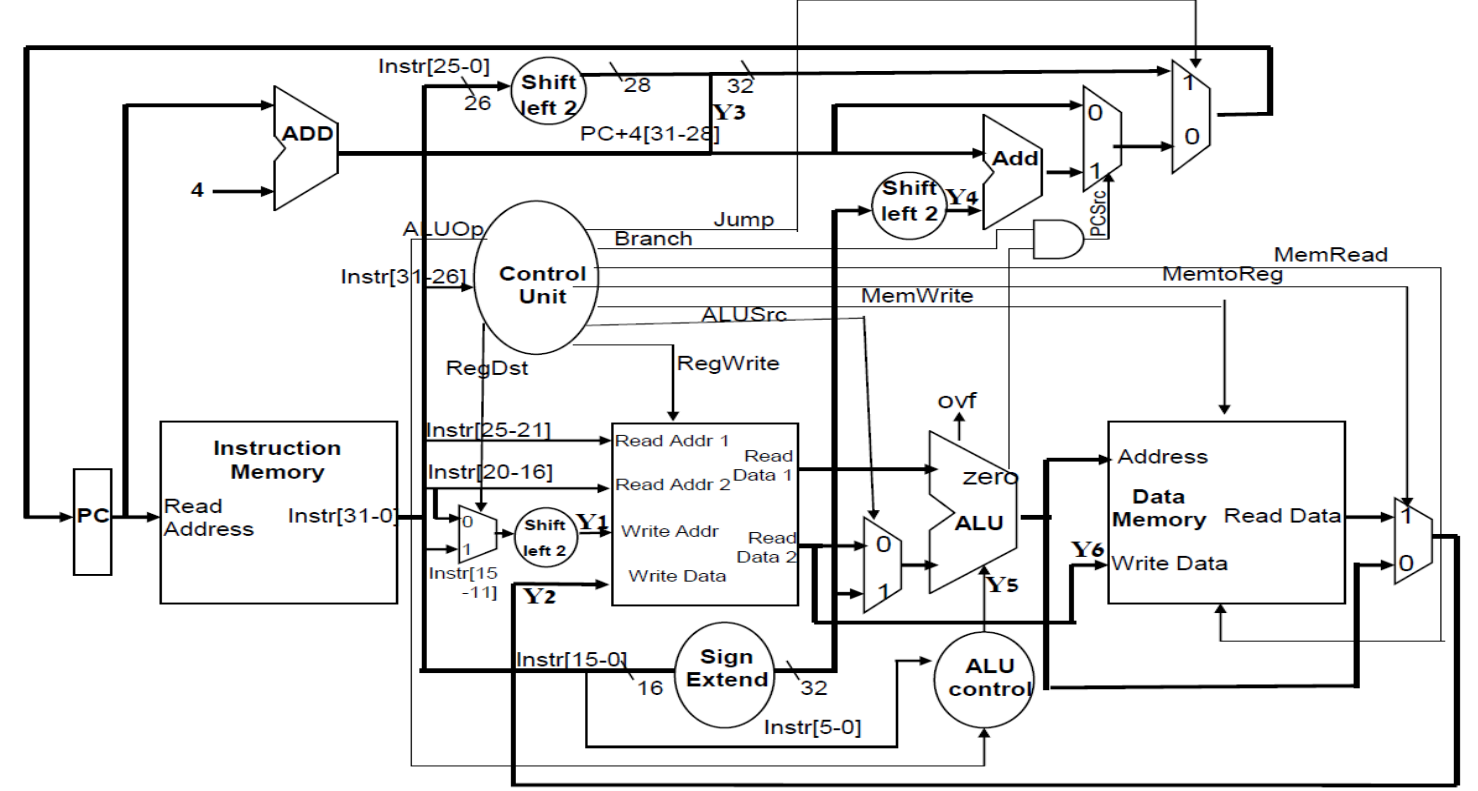 Instr[25-0]
26
Shift
left 2
28
32
Y3
PC+4[31-28]
ADD
4
1
0
0
1
Add
Shift
left 2
Y4
PCSrc
ALUOp
Jump
Branch
MemRead
MemtoReg
MemWrite
ALUSrc
Instr[31-26]
Control
Unit
RegDst
RegWrite
ovf
Instruction
Memory
Read
Address
Instr[31-0]
PC
Instr[25-21]
Instr[20-16]
Read Addr 1
Read Addr 2
Write Addr
Write Data
Read
Data 1
Read
Data 2
0
1
Shift
left 2
Y1
Instr[15
-11]
Y2
0
1
zero
ALU
Y5
Address
Data
Memory
Read Data
Write Data
Y6
1
0
Instr[15-0]
16
Sign
Extend
32
ALU
control
Instr[5-0]